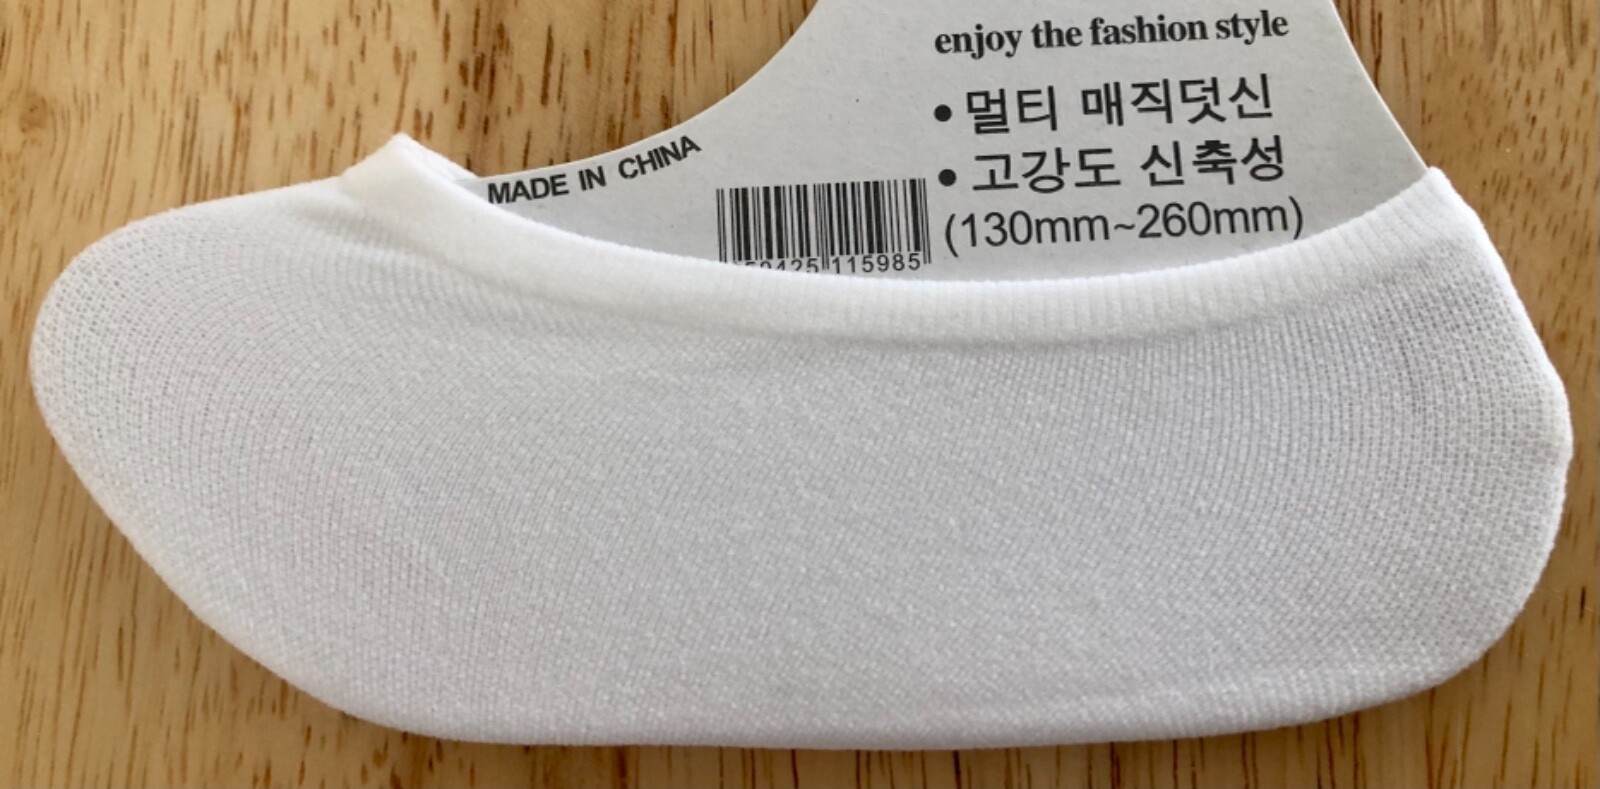 enjoy the fashion style
• 멀티 매직덧신
• 고강도 신축성
(130mm~260mm)
MADE IN CHINA
115985